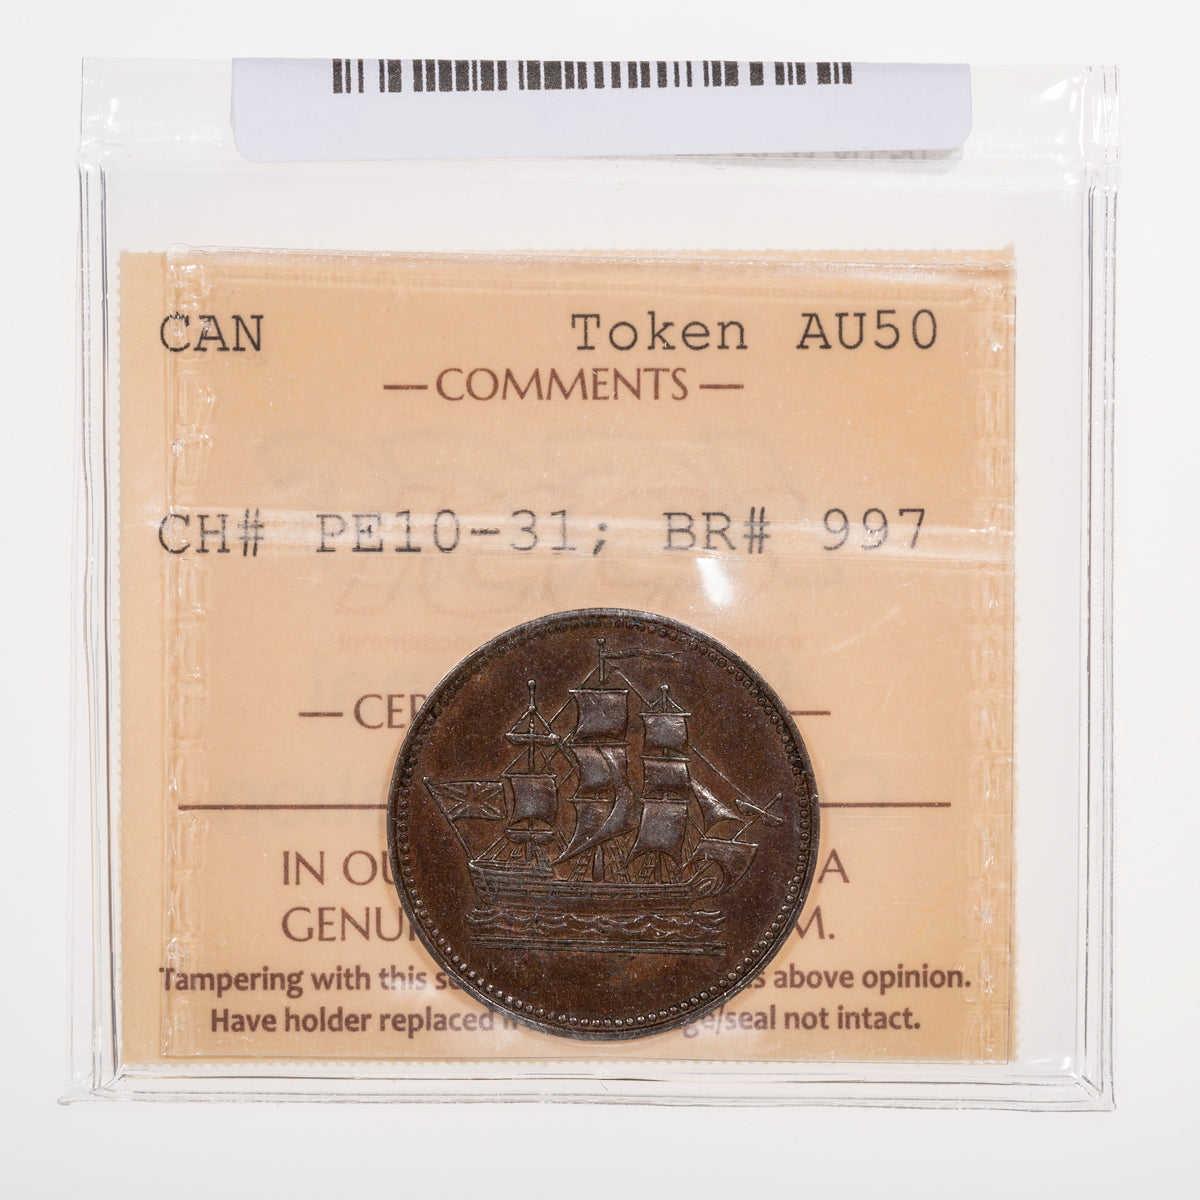 CAN Token AU50
— COMMENTS —
CH# PE10-31; BR# 997
— CER —
IN OU A
GENU M.
Tampering with this se s above opinion.
Have holder replaced i ge/seal not intact.